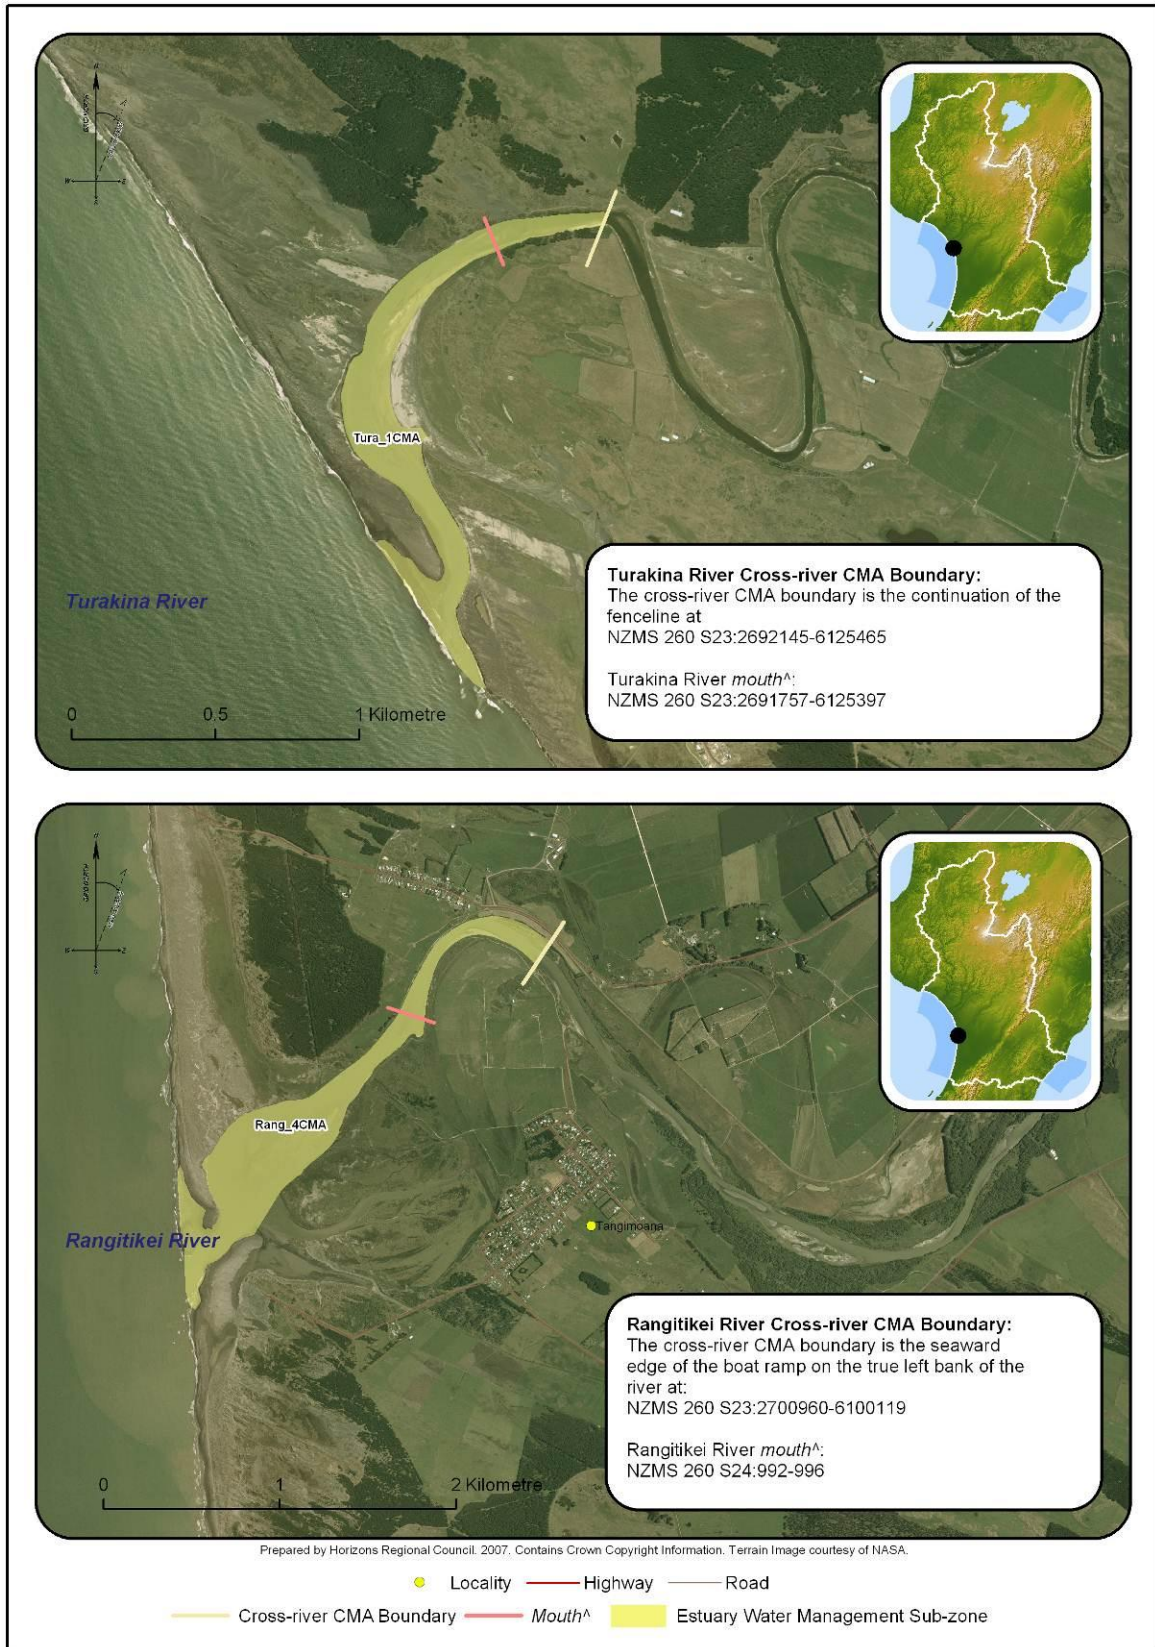 Tura_1CMA
Turakina River
0 0.5 1 Kilometre
Turakina River Cross-river CMA Boundary:
The cross-river CMA boundary is the continuation of the
fenceline at
NZMS 260 S23:2692145-6125465
Turakina River mouth^:
NZMS 260 S23:2691757-6125397
Rang_4CMA
Rangitikei River
Tangimoana
0 1 2 Kilometre
Rangitikei River Cross-river CMA Boundary:
The cross-river CMA boundary is the seaward
edge of the boat ramp on the true left bank of the
river at:
NZMS 260 S23:2700960-6100119
Rangitikei River mouth^:
NZMS 260 S24:992-996
Prepared by Horizons Regional Council. 2007. Contains Crown Copyright Information. Terrain Image courtesy of NASA.
Locality Highway Road
Cross-river CMA Boundary Mouth^ Estuary Water Management Sub-zone